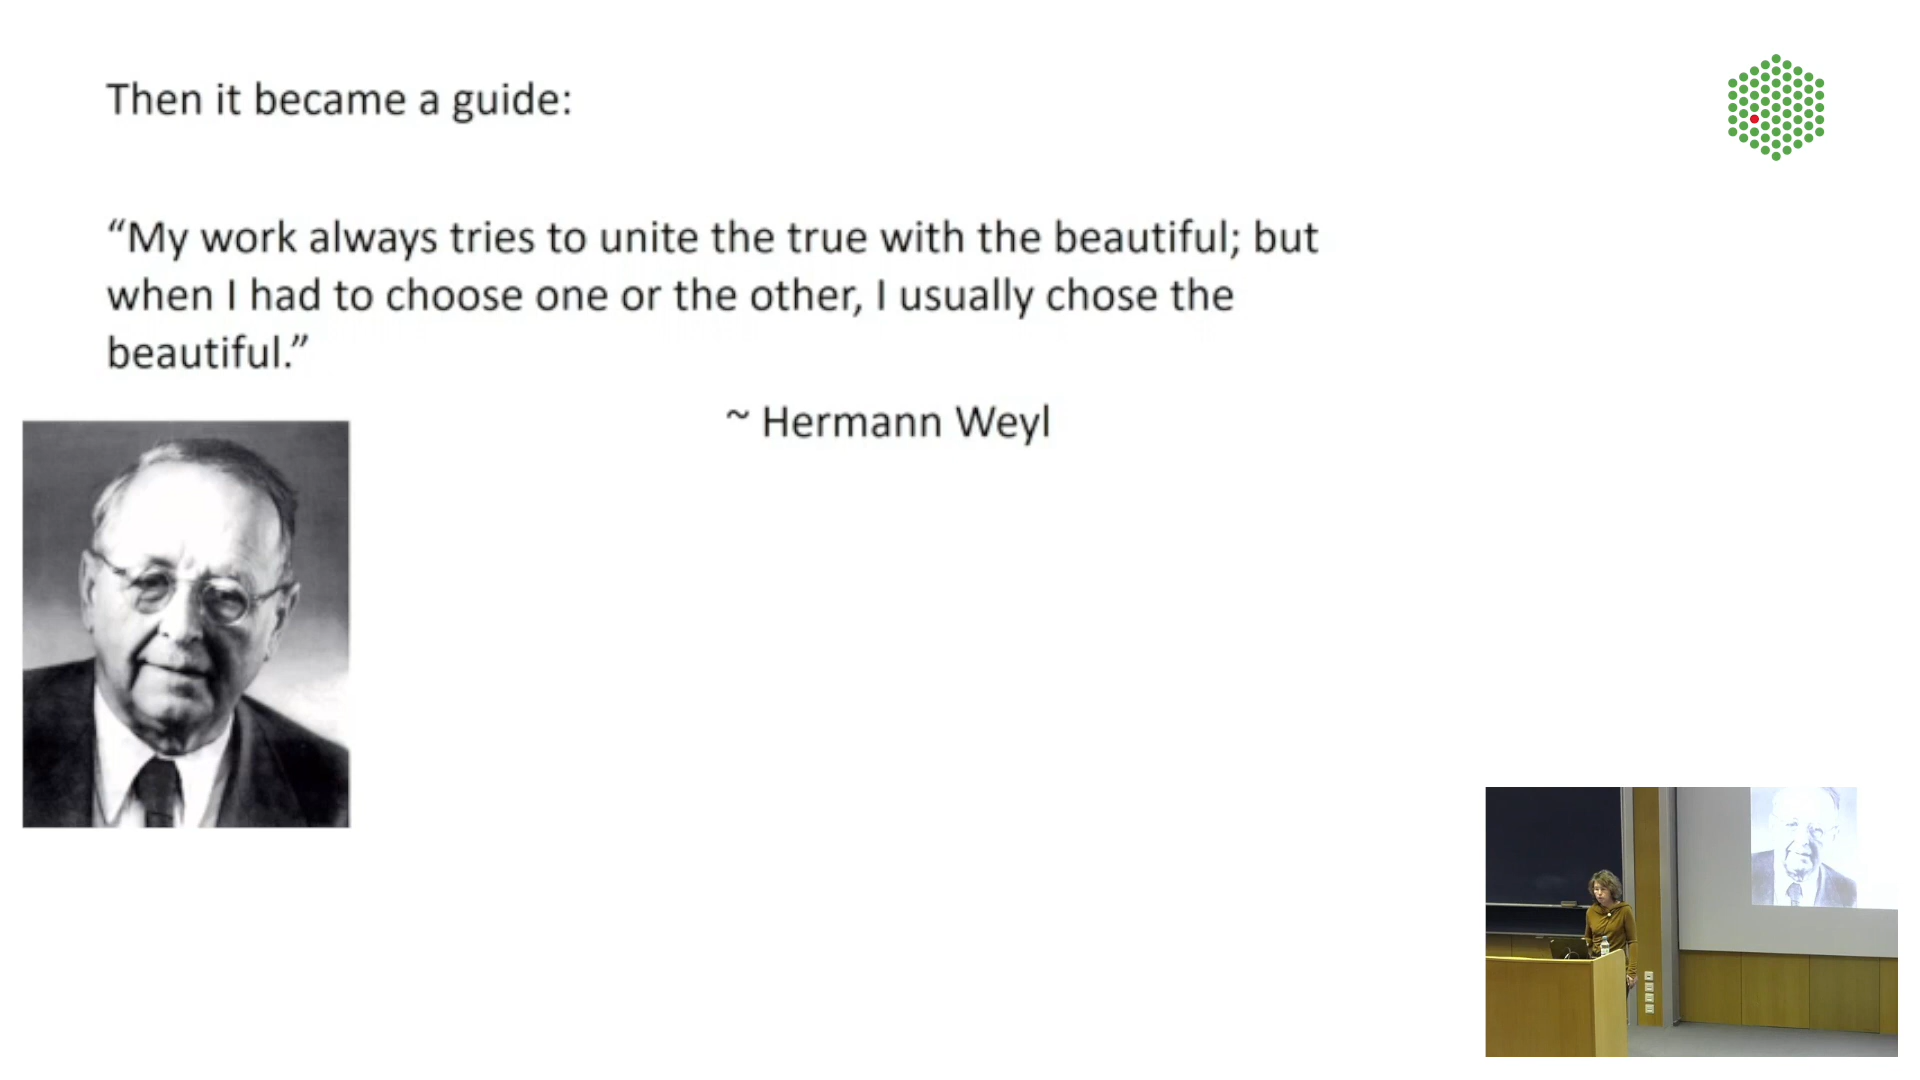 Then it became a guide:
“My work always tries to unite the true with the beautiful; but
when I had to choose one or the other, I usually chose the
beautiful.”
~ Hermann Weyl